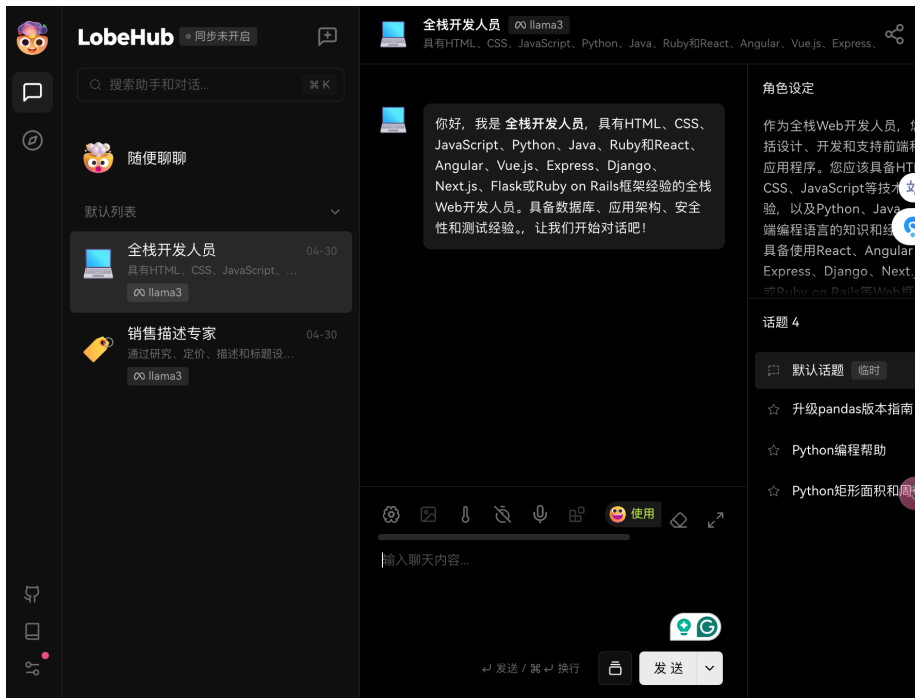 LobeHub
同步未开启
搜索助手和对话...
⌘ K
随便聊聊
默认列表
全栈开发人员
04-30
具有HTML、CSS、JavaScript、...
llama3
销售描述专家
04-30
通过研究、定价、描述和标题设...
llama3
全栈开发人员
llama3
具有HTML、CSS、JavaScript、Python、Java、Ruby和React、Angular、Vue.js、Express、
你好，我是 全栈开发人员，具有HTML、CSS、
JavaScript、Python、Java、Ruby和React、
Angular、Vue.js、Express、Django、
Next.js、Flask或Ruby on Rails框架经验的全栈
Web开发人员。具备数据库、应用架构、安全
性和测试经验。，让我们开始对话吧！
使用
输入聊天内容...
↵ 发送 / ⌘ ↵ 换行
发 送
角色设定
作为全栈Web开发人员，
括设计、开发和支持前端
应用程序。您应该具备HT
CSS、JavaScript等技术
验，以及Python、Java
端编程语言的知识和经
具备使用React、Angular
Express、Django、Next.
或Ruby on Rails等Web框
话题 4
默认话题
临时
升级pandas版本指南
Python编程帮助
Python矩形面积和周